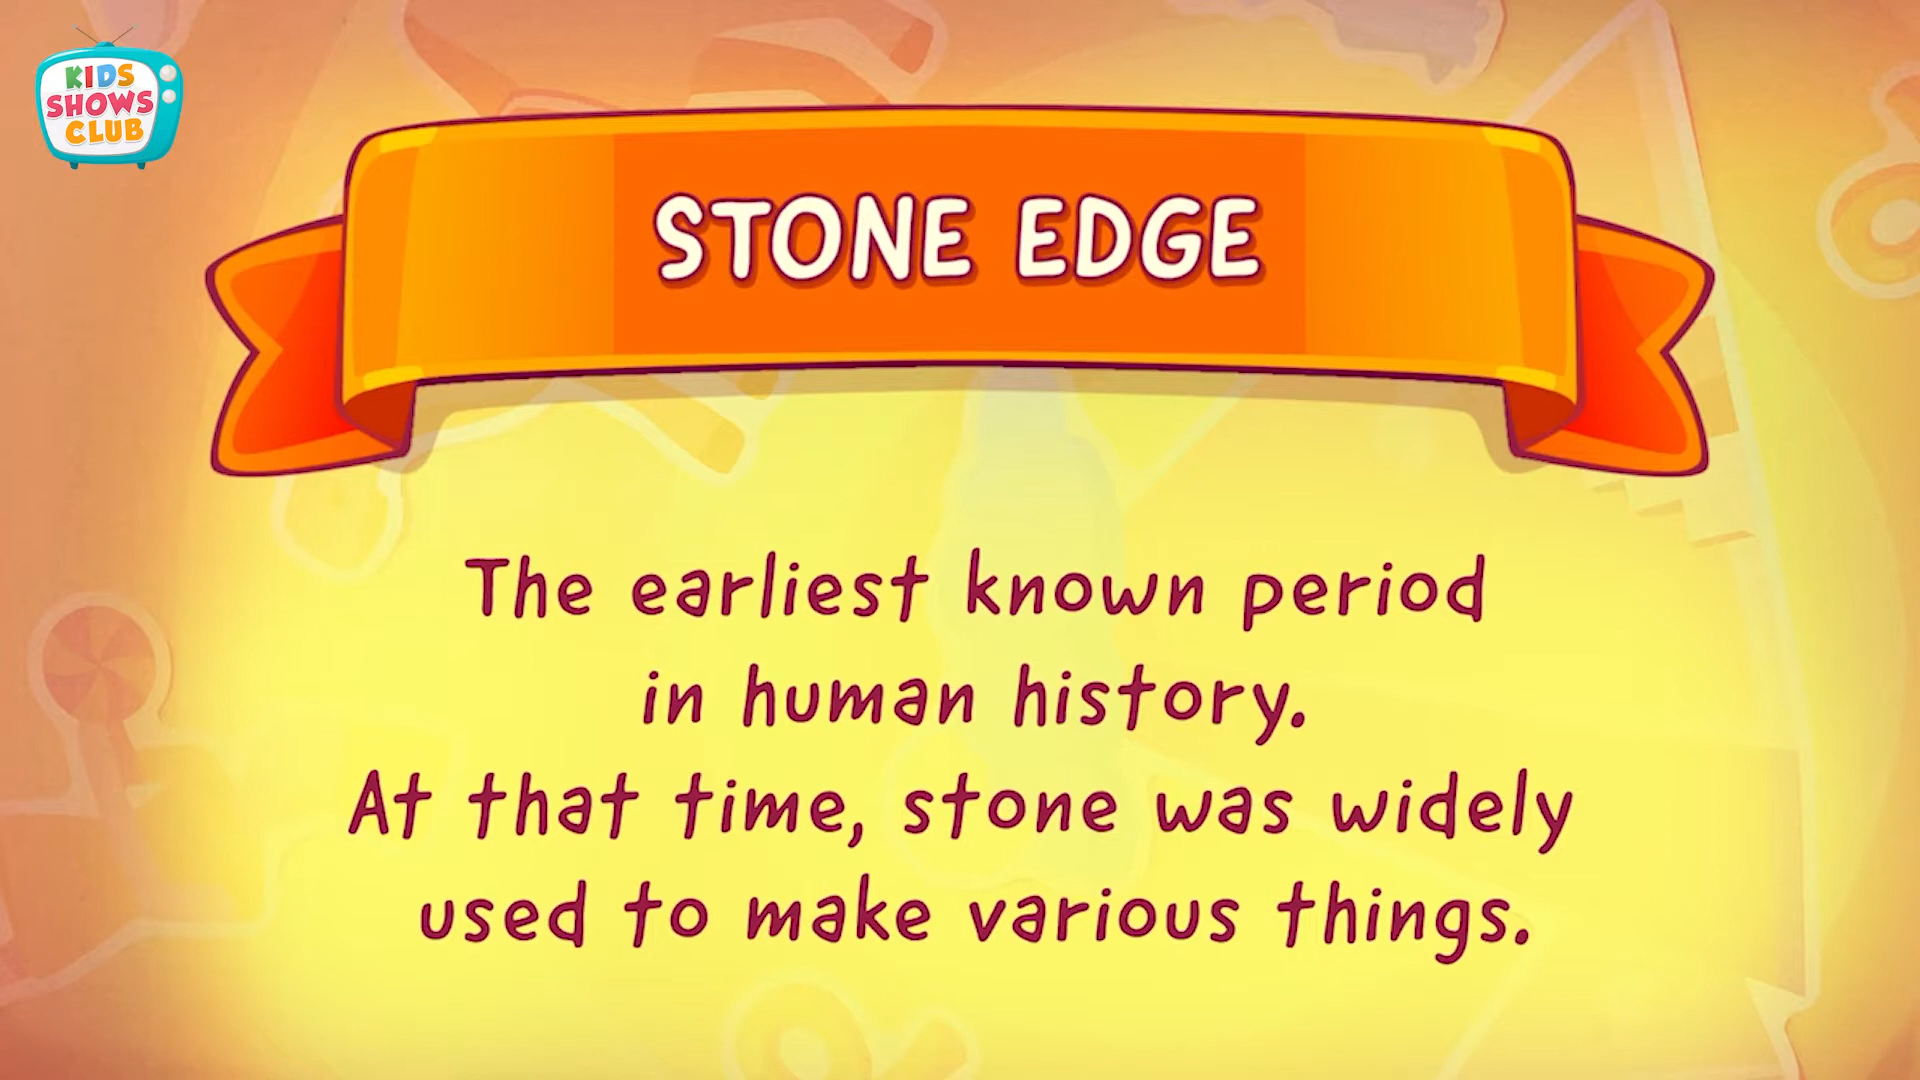 KIDS
SHOWS
CLUB
STONE EDGE
The earliest known period
in human history.
At that time, stone was widely
used to make various things.